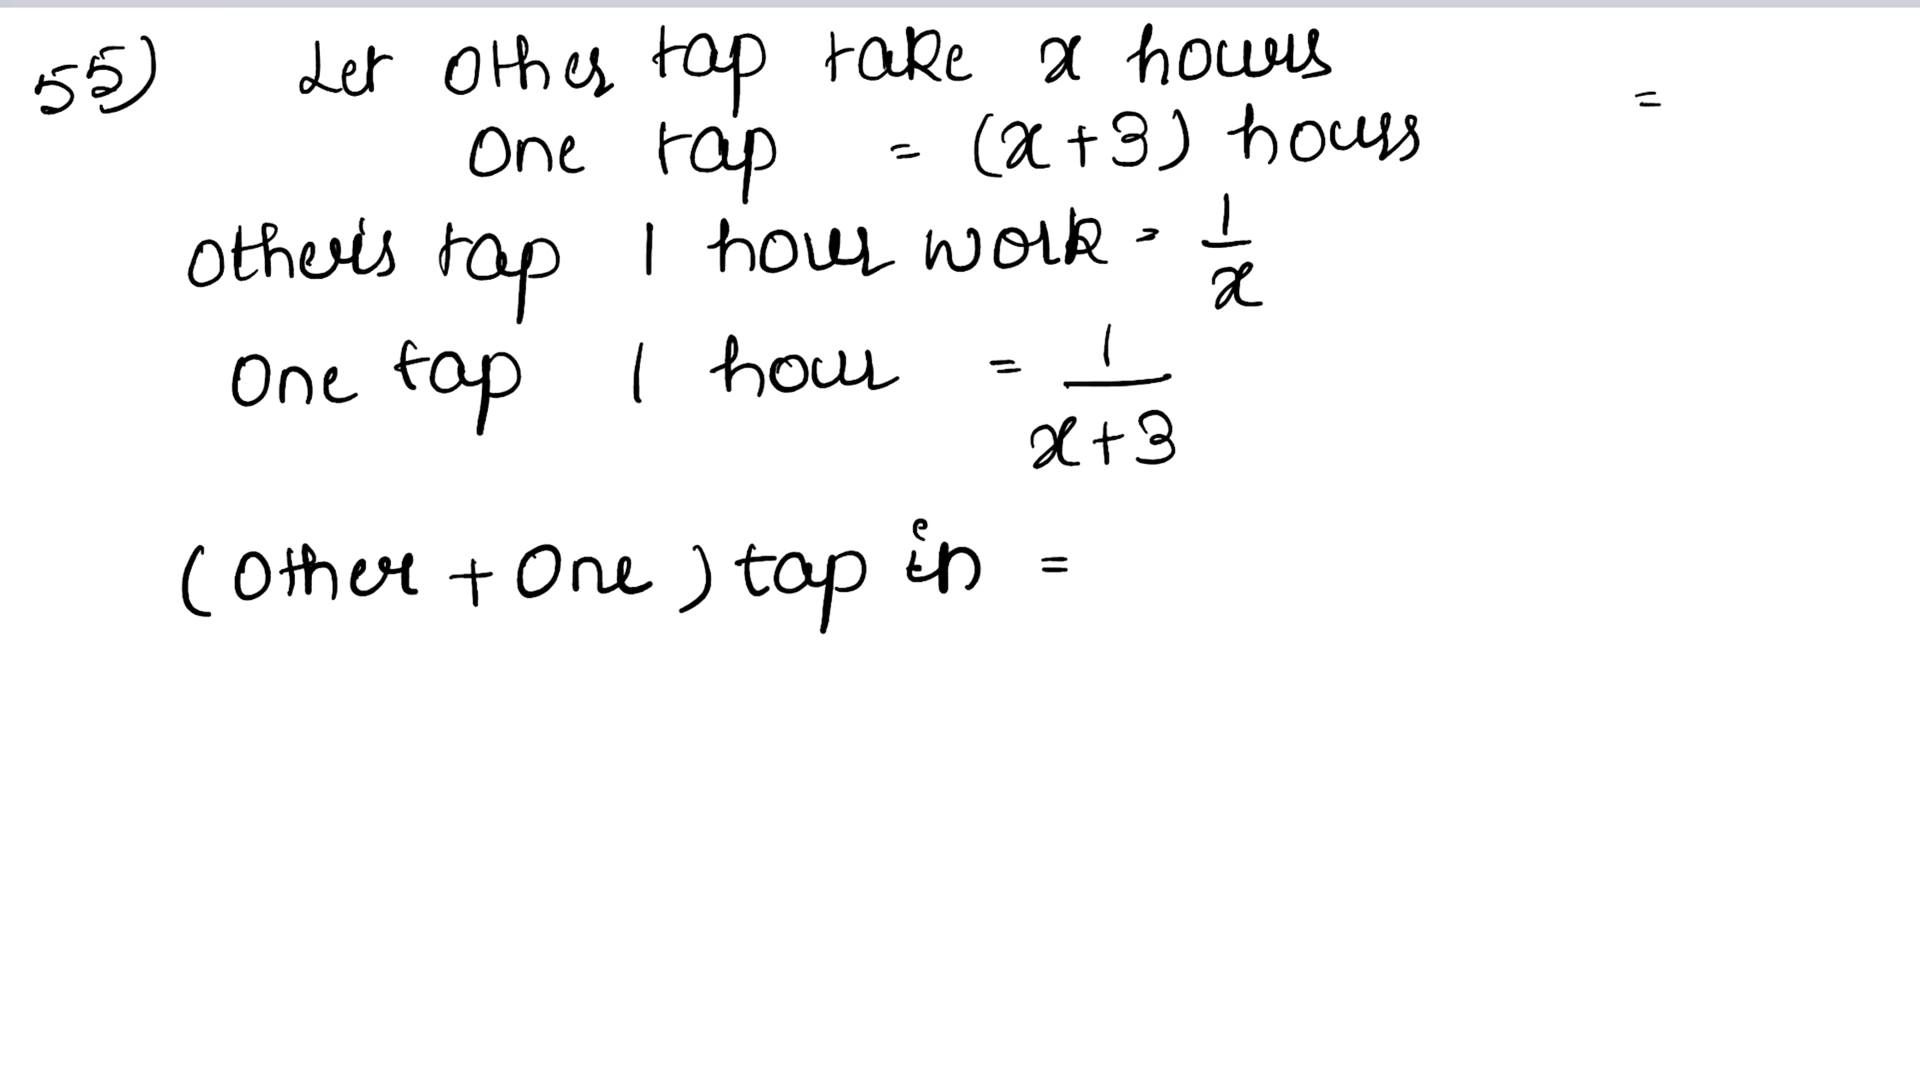 55) Let other tap take x hours
=
One tap = (x+3) hours
other's tap 1 hour work = 1/x
One tap 1 hour = 1/(x+3)
(Other + One) tap in =